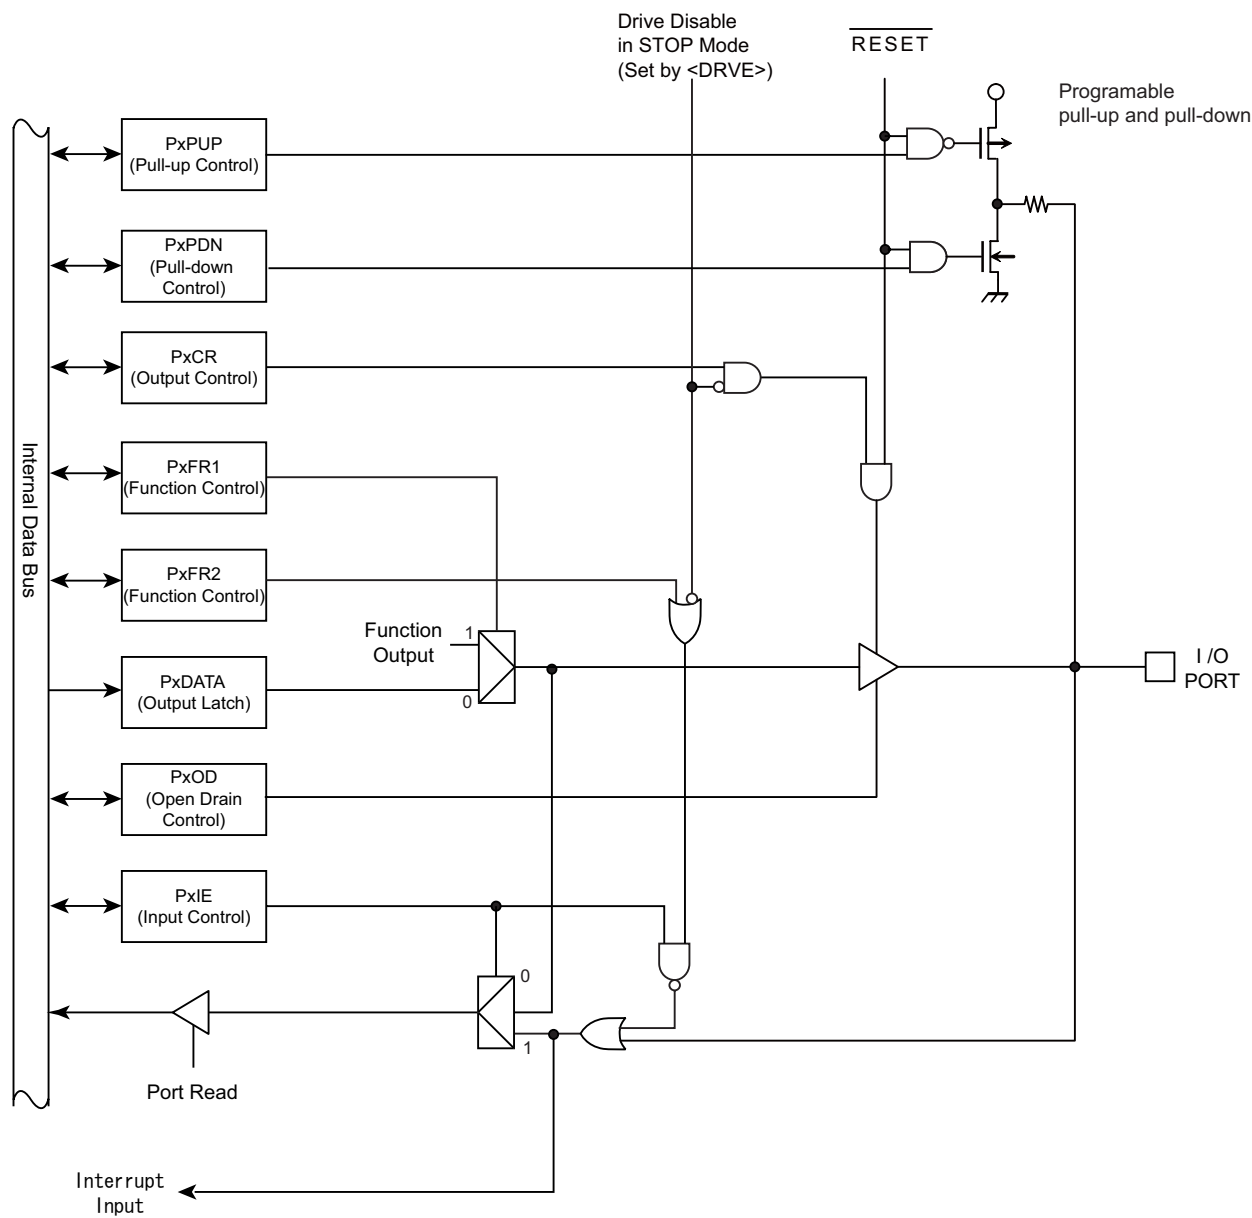 Drive Disable
in STOP Mode
(Set by <DRVE>)
RESET
Programable
pull-up and pull-down
PxPUP
(Pull-up Control)
PxPDN
(Pull-down
Control)
PxCR
(Output Control)
Internal Data Bus
PxFR1
(Function Control)
PxFR2
(Function Control)
Function
Output
1
0
PxDATA
(Output Latch)
I /O
PORT
PxOD
(Open Drain
Control)
PxIE
(Input Control)
0
1
Port Read
Interrupt
Input